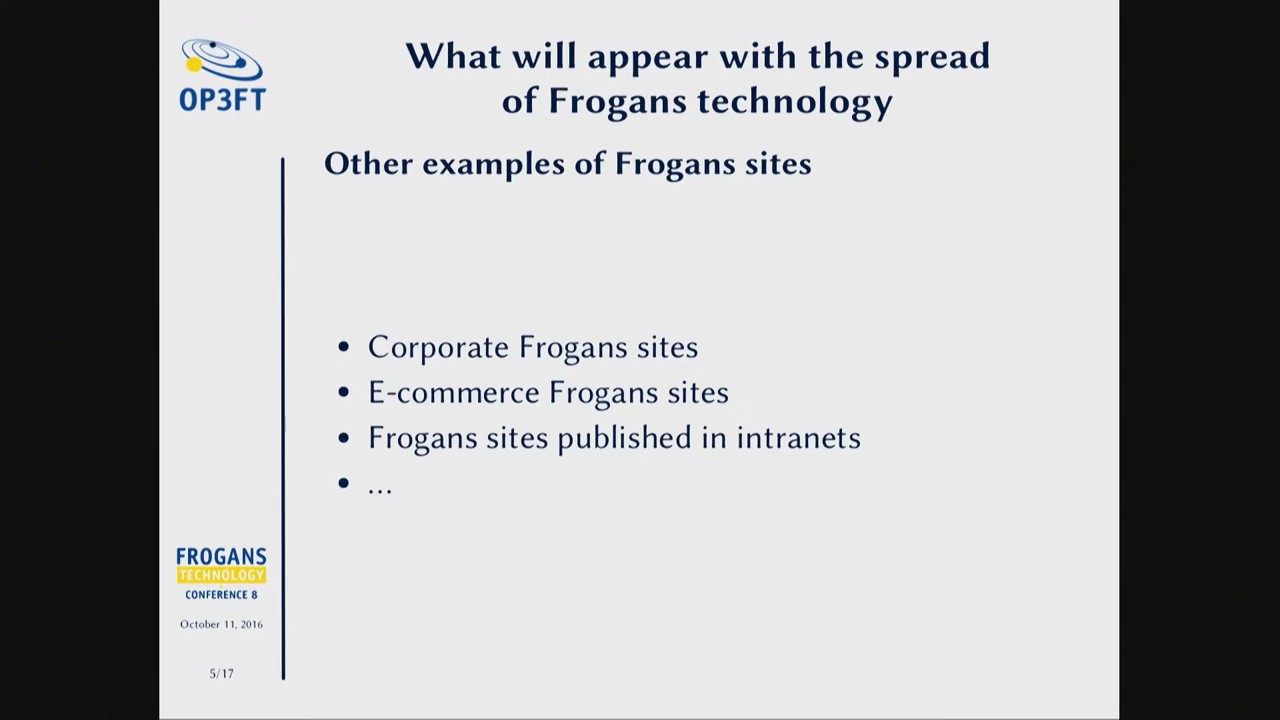 OP3FT
What will appear with the spread
of Frogans technology
Other examples of Frogans sites
• Corporate Frogans sites
• E-commerce Frogans sites
• Frogans sites published in intranets
• ...
FROGANS
TECHNOLOGY
CONFERENCE 8
October 11, 2016
5/17